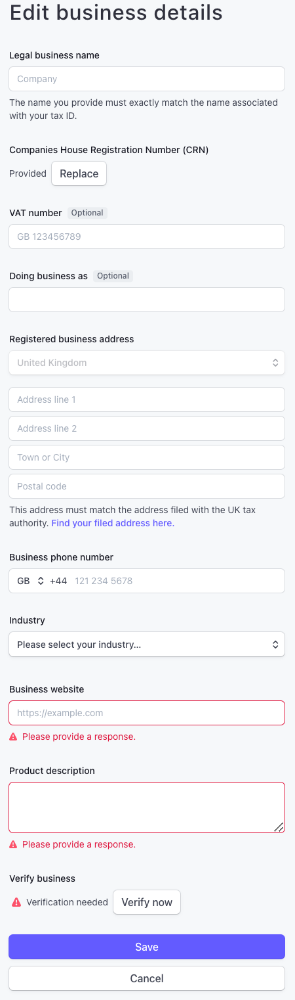 Edit business details
Legal business name
Company
The name you provide must exactly match the name associated
with your tax ID.
Companies House Registration Number (CRN)
Provided Replace
VAT number Optional
GB 123456789
Doing business as Optional
Registered business address
United Kingdom
Address line 1
Address line 2
Town or City
Postal code
This address must match the address filed with the UK tax
authority. Find your filed address here.
Business phone number
GB +44 121 234 5678
Industry
Please select your industry...
Business website
https://example.com
Please provide a response.
Product description
Please provide a response.
Verify business
Verification needed Verify now
Save
Cancel